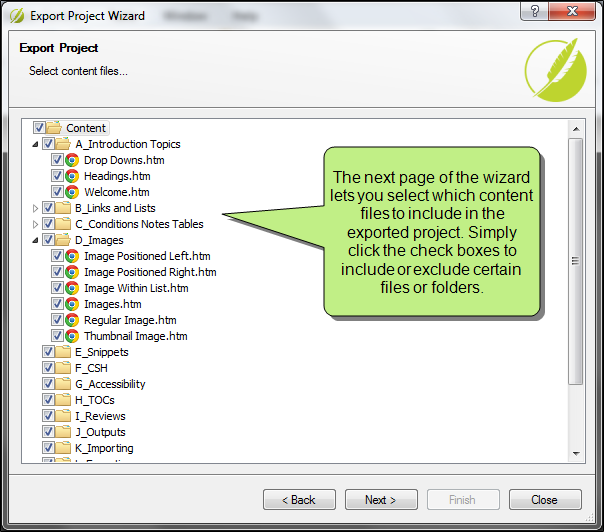 Export Project Wizard
Export Project
Select content files...
Content
A_Introduction Topics
Drop Downs.htm
Headings.htm
Welcome.htm
B_Links and Lists
C_Conditions Notes Tables
D_Images
Image Positioned Left.htm
Image Positioned Right.htm
Image Within List.htm
Images.htm
Regular Image.htm
Thumbnail Image.htm
E_Snippets
F_CSH
G_Accessibility
H_TOCs
I_Reviews
J_Outputs
K_Importing
The next page of the wizard
lets you select which content
files to include in the
exported project. Simply
click the check boxes to
include or exclude certain
files or folders.
< Back
Next >
Finish
Close